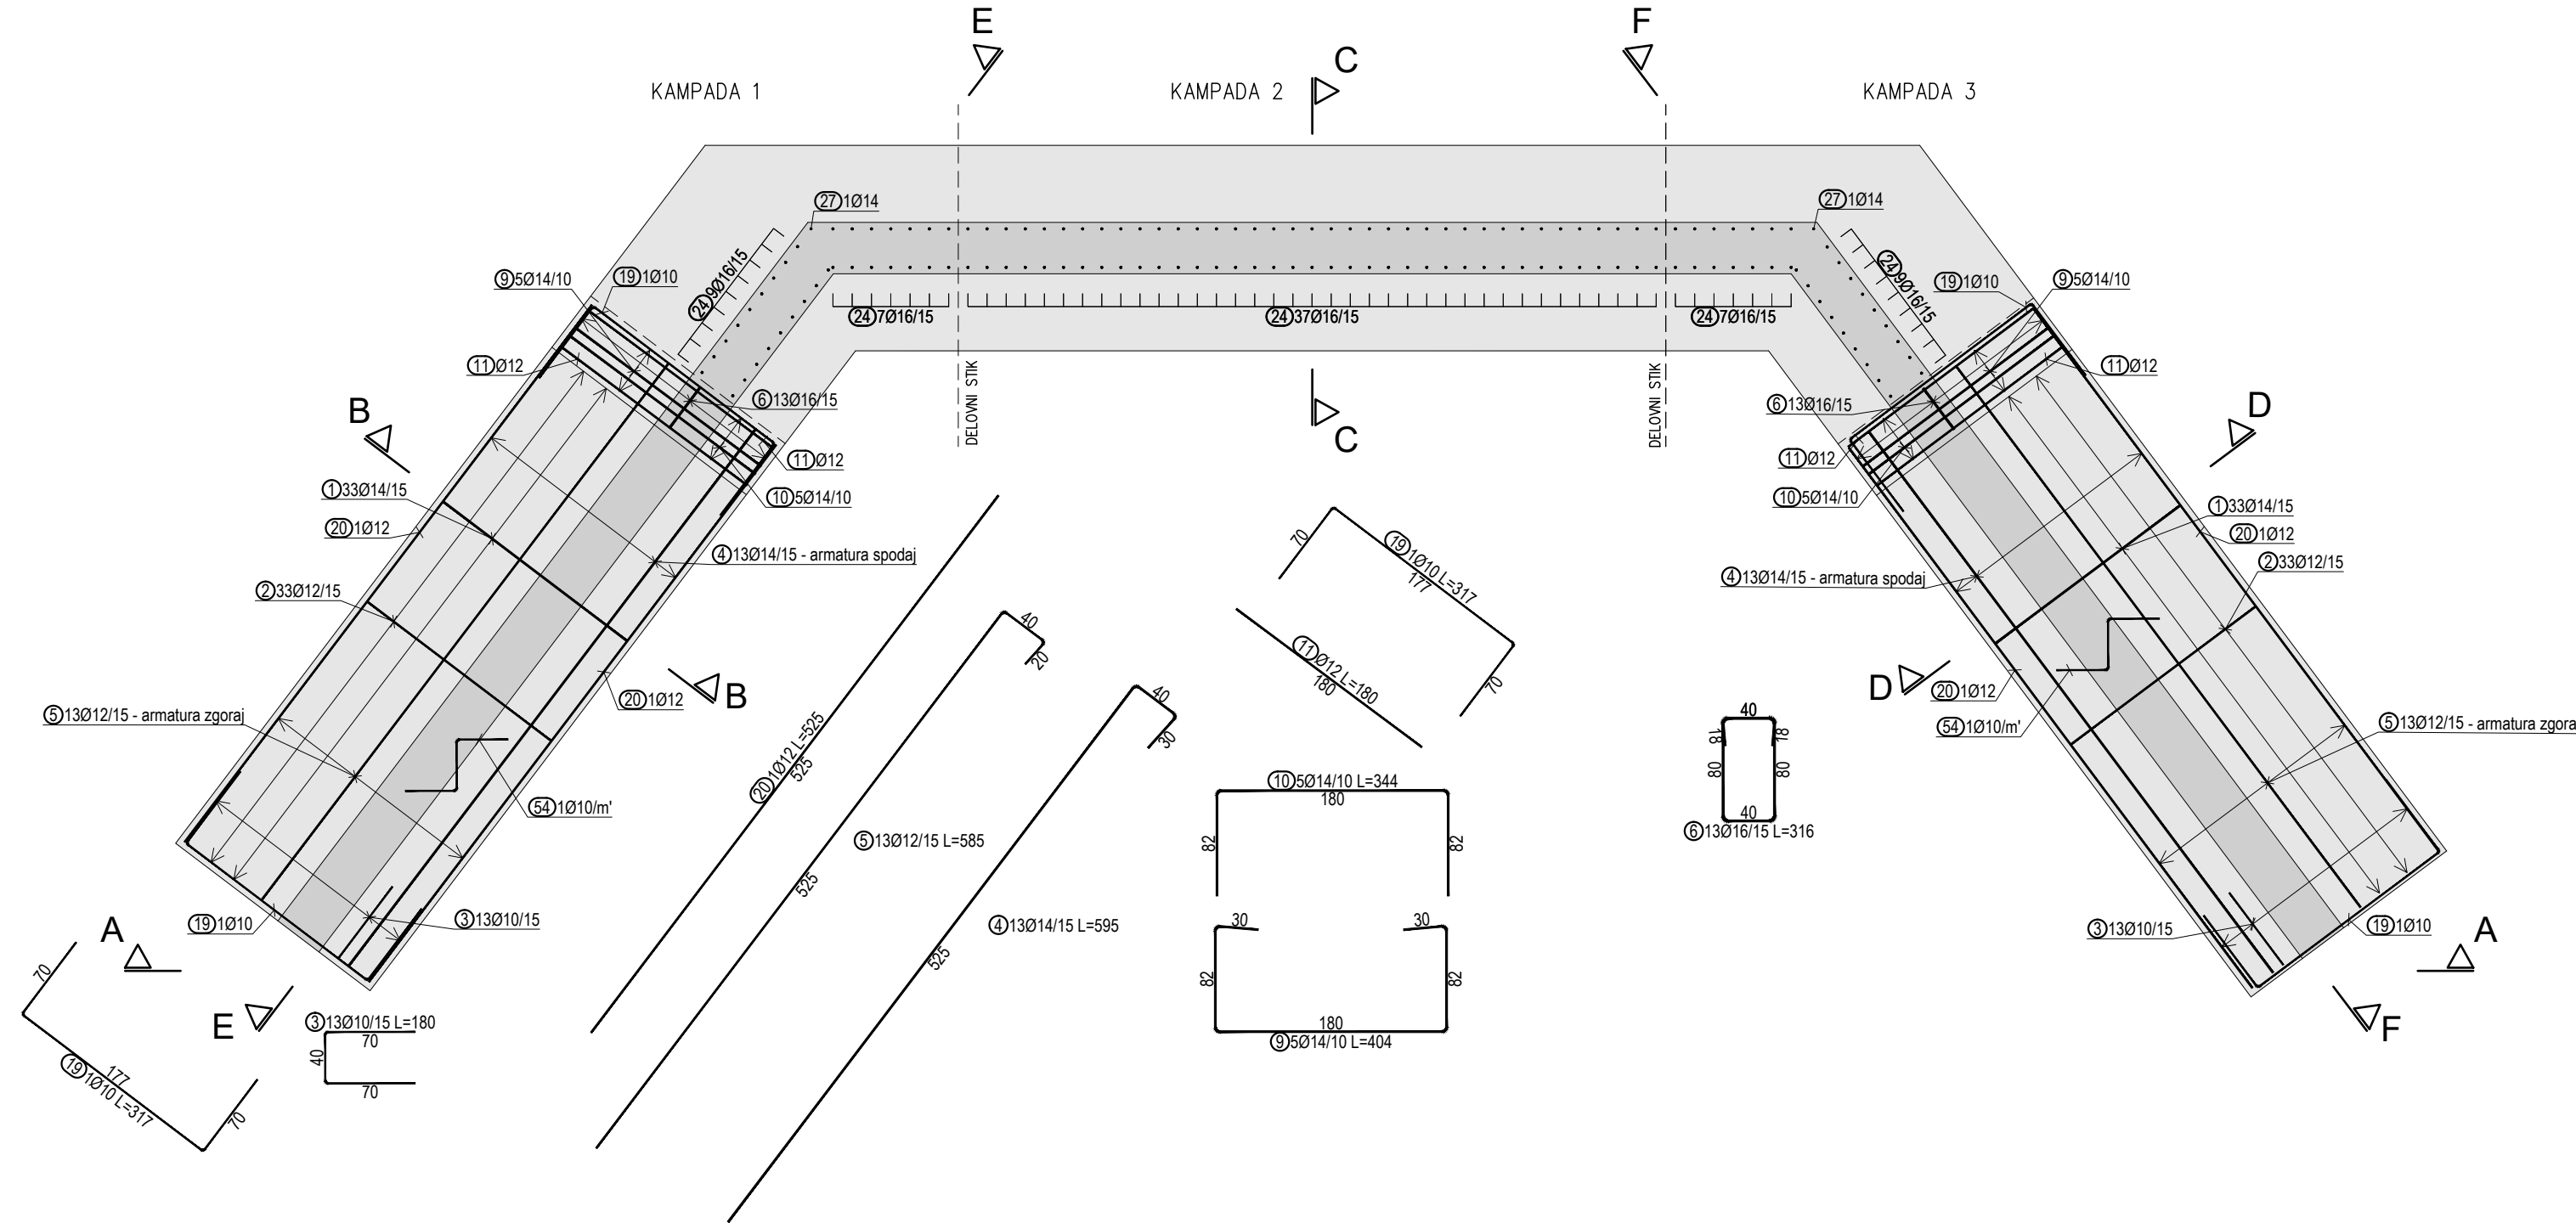 E
F
C
KAMPADA 1
KAMPADA 2
KAMPADA 3
27 1Ø14
27 1Ø14
24 9Ø16/15
24 9Ø16/15
9 5Ø14/10
19 1Ø10
19 1Ø10
9 5Ø14/10
24 7Ø16/15
24 37Ø16/15
24 7Ø16/15
11 Ø12
11 Ø12
DELOVNI STIK
DELOVNI STIK
6 13Ø16/15
6 13Ø16/15
B
D
C
11 Ø12
11 Ø12
1 33Ø14/15
10 5Ø14/10
10 5Ø14/10
1 33Ø14/15
20 1Ø12
20 1Ø12
4 13Ø14/15 - armatura spodaj
4 13Ø14/15 - armatura spodaj
2 33Ø12/15
2 33Ø12/15
70
19 1Ø10 L=317
177
70
40
20
11 Ø12 L=180
180
B
D
20 1Ø12
20 1Ø12
54 1Ø10/m'
40
30
5 13Ø12/15 - armatura zgoraj
5 13Ø12/15 - armatura zgora
20 1Ø12 L=525
525
40
18
18
80
80
40
6 13Ø16/15 L=316
10 5Ø14/10 L=344
180
82
82
54 1Ø10/m'
5 13Ø12/15 L=585
525
4 13Ø14/15 L=595
525
30
30
82
82
180
9 5Ø14/10 L=404
19 1Ø10
3 13Ø10/15
3 13Ø10/15
19 1Ø10
A
A
E
F
70
177
19 1Ø10 L=317
70
3 13Ø10/15 L=180
70
40
70